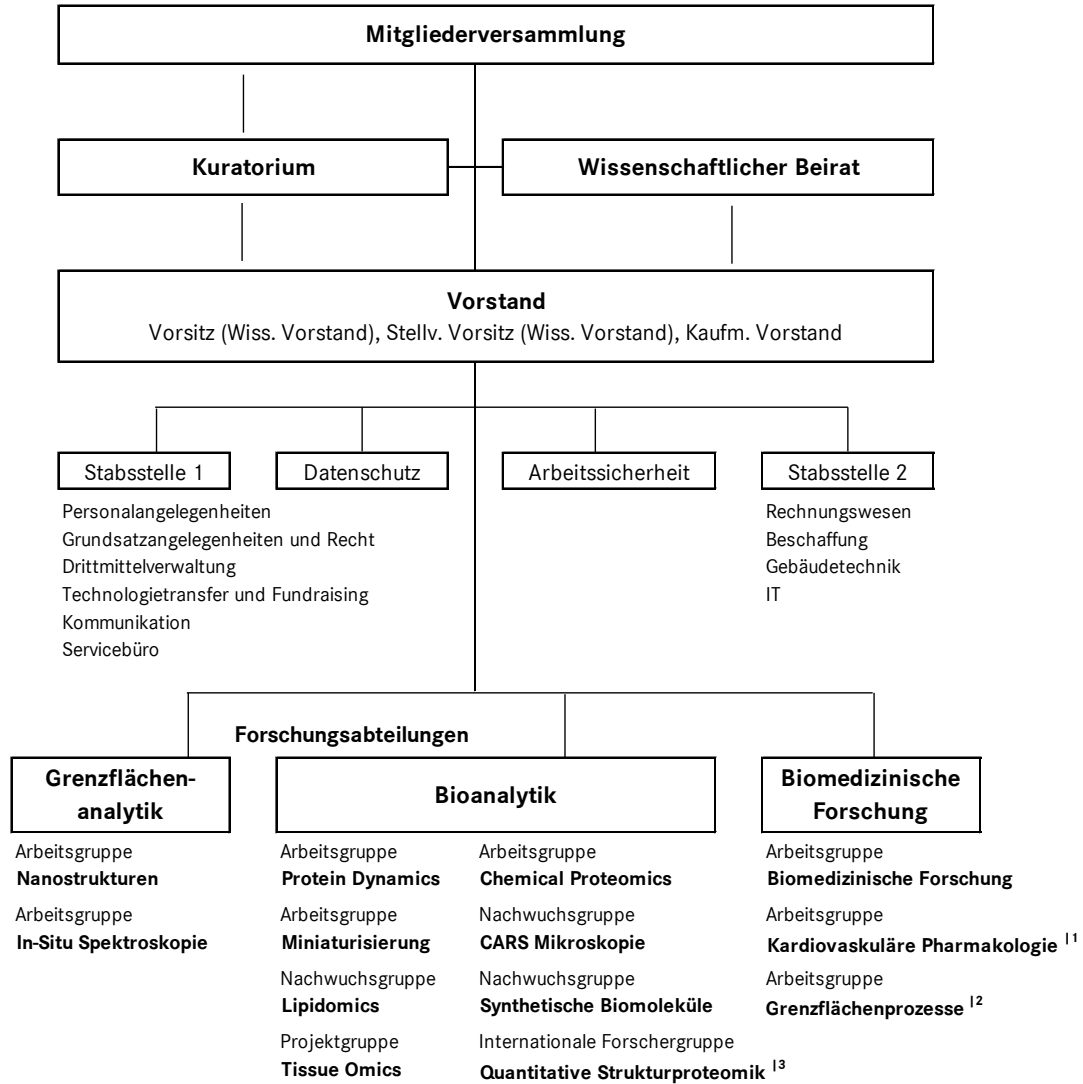 Mitgliederversammlung
Kuratorium
Wissenschaftlicher Beirat
Vorstand
Vorsitz (Wiss. Vorstand), Stellv. Vorsitz (Wiss. Vorstand), Kaufm. Vorstand
Stabsstelle 1
Datenschutz
Arbeitssicherheit
Stabsstelle 2
Personalangelegenheiten
Grundsatzangelegenheiten und Recht
Drittmittelverwaltung
Technologietransfer und Fundraising
Kommunikation
Servicebüro
Rechnungswesen
Beschaffung
Gebäudetechnik
IT
Forschungsabteilungen
Grenzflächen-
analytik
Bioanalytik
Biomedizinische
Forschung
Arbeitsgruppe
Nanostrukturen
Arbeitsgruppe
In-Situ Spektroskopie
Arbeitsgruppe
Protein Dynamics
Arbeitsgruppe
Miniaturisierung
Nachwuchsgruppe
Lipidomics
Projektgruppe
Tissue Omics
Arbeitsgruppe
Chemical Proteomics
Nachwuchsgruppe
CARS Mikroskopie
Nachwuchsgruppe
Synthetische Biomoleküle
Internationale Forschergruppe
Quantitative Strukturproteomik |3
Arbeitsgruppe
Biomedizinische Forschung
Arbeitsgruppe
Kardiovaskuläre Pharmakologie |1
Arbeitsgruppe
Grenzflächenprozesse |2